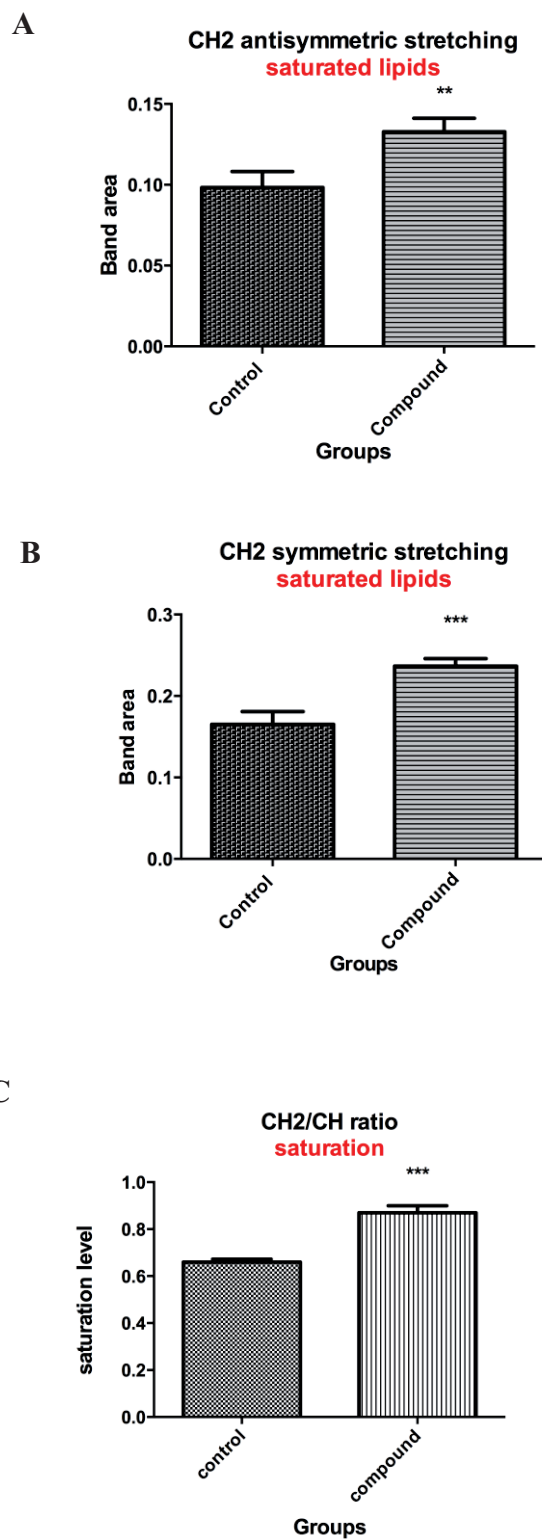 A
CH2 antisymmetric stretching
saturated lipids
**
0.15
0.10
0.05
0.00
Band area
Control
Compound
Groups
B
CH2 symmetric stretching
saturated lipids
***
0.3
0.2
0.1
0.0
Band area
Control
Compound
Groups
C
CH2/CH ratio
saturation
***
1.0
0.8
0.6
0.4
0.2
0.0
saturation level
control
compound
Groups